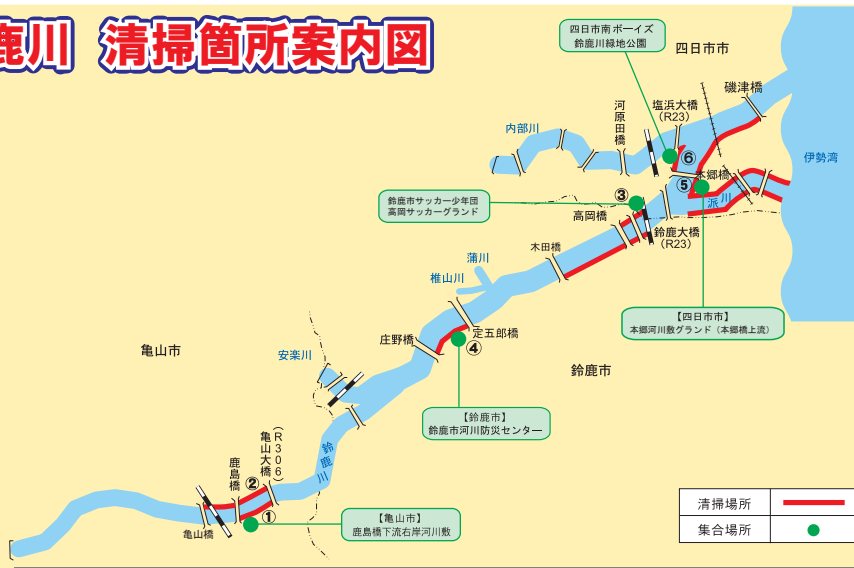 鹿川 清掃箇所案内図
四日市南ボーイズ
鈴鹿川緑地公園
四日市市
磯津橋
塩浜大橋
(R23)
河原田橋
内部川
伊勢湾
⑥
本郷橋
⑤
派川
③
鈴鹿市サッカー少年団
高岡サッカーグランド
高岡橋
鈴鹿大橋
(R23)
木田橋
蒲川
椎山川
【四日市市】
本郷河川敷グランド（本郷橋上流）
定五郎橋
庄野橋
④
亀山市
安楽川
鈴鹿市
【鈴鹿市】
鈴鹿市河川防災センター
亀山大橋
(R306)
鹿島橋
鈴鹿川
②
①
亀山橋
【亀山市】
鹿島橋下流右岸河川敷
清掃場所
集合場所